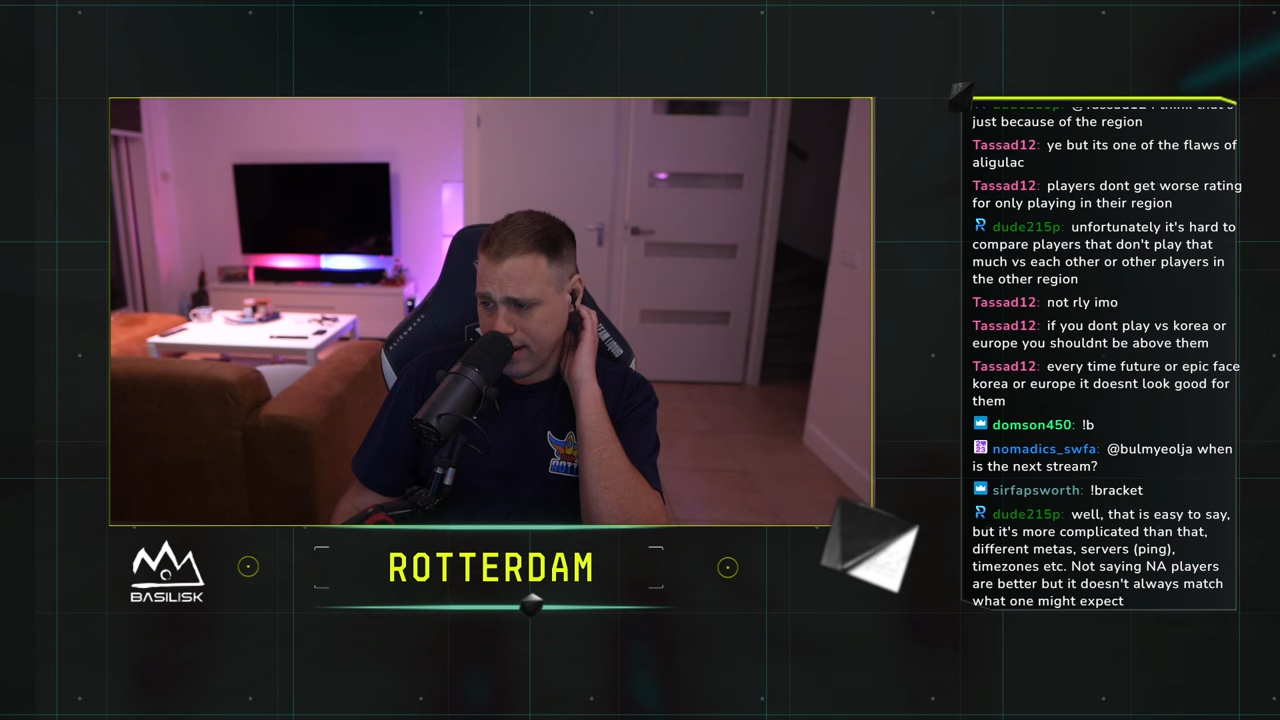 just because of the region
Tassad12: ye but its one of the flaws of
aligulac
Tassad12: players dont get worse rating
for only playing in their region
dude215p: unfortunately it's hard to
compare players that don't play that
much vs each other or other players in
the other region
Tassad12: not rly imo
Tassad12: if you dont play vs korea or
europe you shouldnt be above them
Tassad12: every time future or epic face
korea or europe it doesnt look good for
them
domson450: !b
nomadics_swfa: @bulmyeolja when
is the next stream?
sirfapsworth: !bracket
dude215p: well, that is easy to say,
but it's more complicated than that,
different metas, servers (ping),
timezones etc. Not saying NA players
are better but it doesn't always match
what one might expect
ALIENWARE
TEAM LIQUID
ROTT
BASILISK
ROTTERDAM